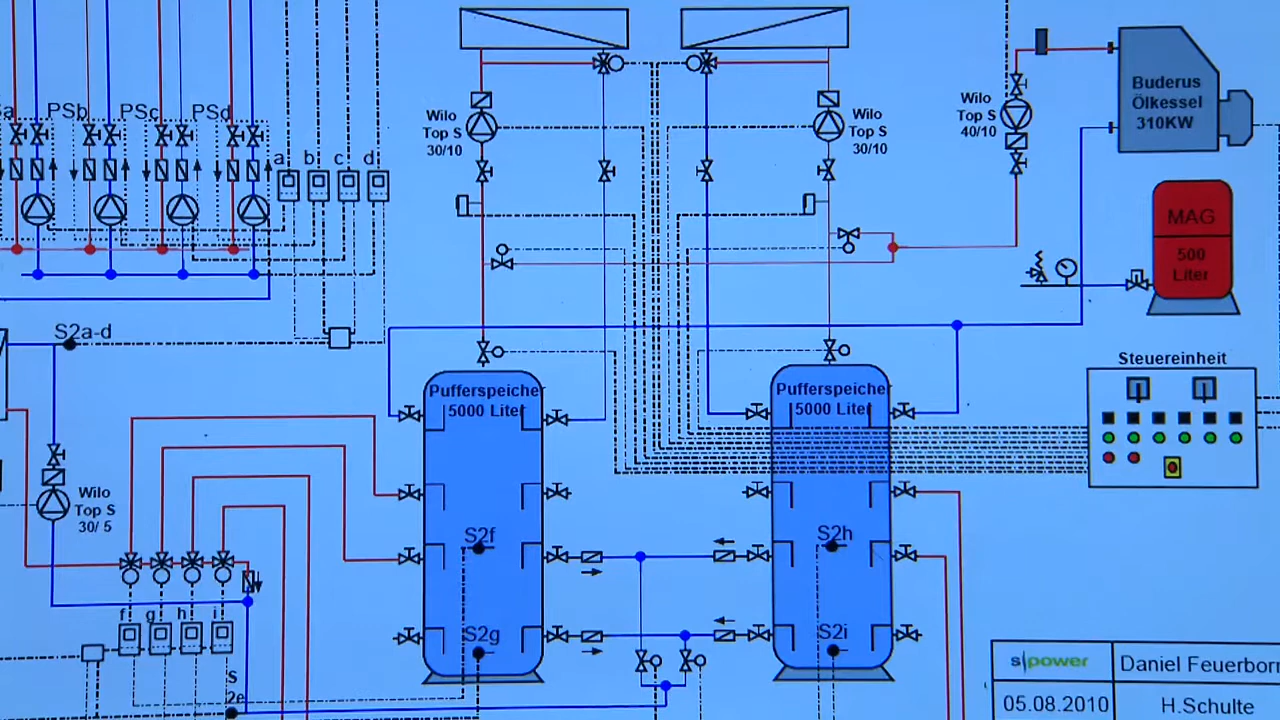 PSb
PSc
PSd
a
b
c
d
Wilo
Top S
30/10
Wilo
Top S
30/10
Wilo
Top S
40/10
Buderus
Ölkessel
310KW
MAG
500
Liter
S2a-d
Pufferspeicher
5000 Liter
Pufferspeicher
5000 Liter
Steuereinheit
Wilo
Top S
30/ 5
S2f
S2h
f
g
h
i
S2g
S2i
s
2e
s|power
Daniel Feuerborn
05.08.2010
H.Schulte